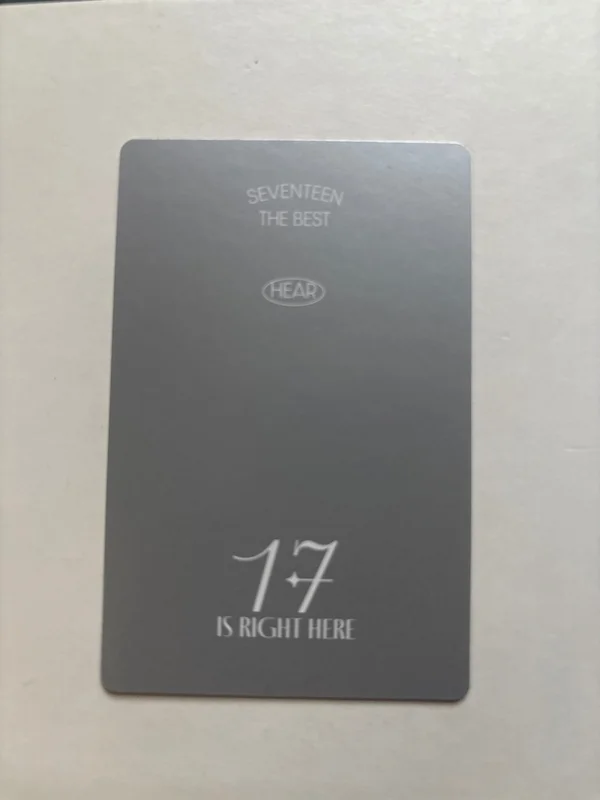 SEVENTEEN
THE BEST
HEAR
17
IS RIGHT HERE